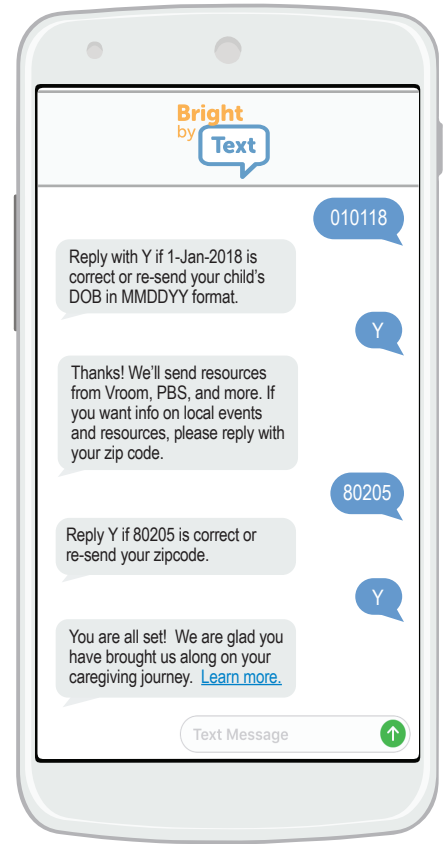 Bright
by Text
010118
Reply with Y if 1-Jan-2018 is
correct or re-send your child’s
DOB in MMDDYY format.
Y
Thanks! We’ll send resources
from Vroom, PBS, and more. If
you want info on local events
and resources, please reply with
your zip code.
80205
Reply Y if 80205 is correct or
re-send your zipcode.
Y
You are all set!  We are glad you
have brought us along on your
caregiving journey.  Learn more.
Text Message